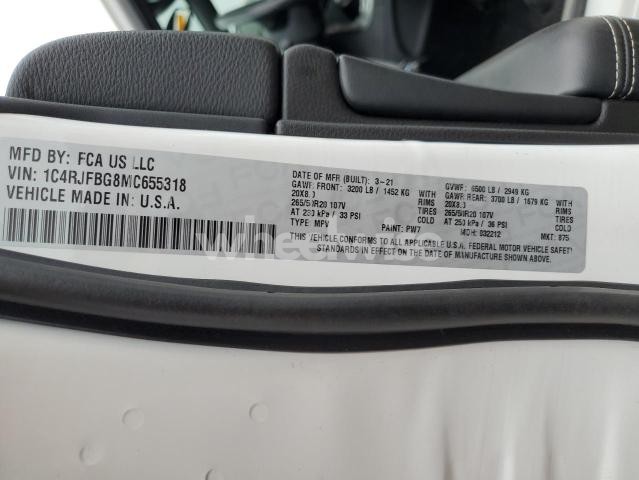 MFD BY: FCA US LLC
VIN: 1C4RJFBG8MC655318
VEHICLE MADE IN: U.S.A.
DATE OF MFR (BUILT): 3-21
GAWR FRONT: 3200 LB / 1452 KG WITH
20X8.0 RIMS
265/50R20 107V TIRES
AT 230 kPa / 33 PSI COLD
TYPE: MPV PAINT: PW7
GVWR: 6500 LB / 2949 KG
GAWR REAR: 3700 LB / 1679 KG WITH
20X8.0 RIMS
265/50R20 107V TIRES
AT 250 kPa / 36 PSI COLD
MDH: 032212 MKT: 875
THIS VEHICLE CONFORMS TO ALL APPLICABLE U.S.A. FEDERAL MOTOR VEHICLE SAFETY
STANDARDS IN EFFECT ON THE DATE OF MANUFACTURE SHOWN ABOVE.